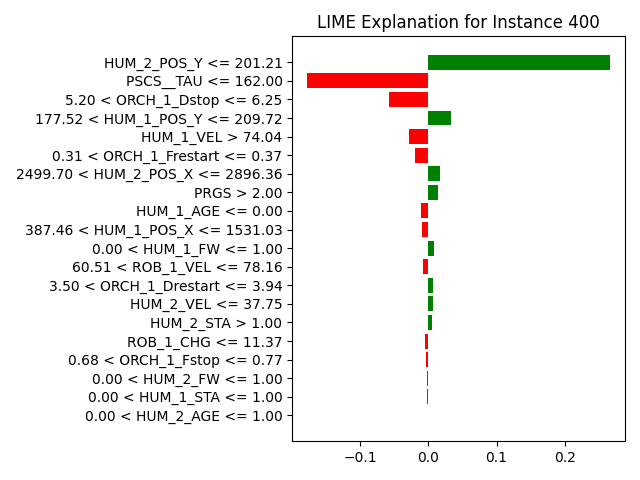 LIME Explanation for Instance 400
HUM_2_POS_Y <= 201.21
PSCS__TAU <= 162.00
5.20 < ORCH_1_Dstop <= 6.25
177.52 < HUM_1_POS_Y <= 209.72
HUM_1_VEL > 74.04
0.31 < ORCH_1_Frestart <= 0.37
2499.70 < HUM_2_POS_X <= 2896.36
PRGS > 2.00
HUM_1_AGE <= 0.00
387.46 < HUM_1_POS_X <= 1531.03
0.00 < HUM_1_FW <= 1.00
60.51 < ROB_1_VEL <= 78.16
3.50 < ORCH_1_Drestart <= 3.94
HUM_2_VEL <= 37.75
HUM_2_STA > 1.00
ROB_1_CHG <= 11.37
0.68 < ORCH_1_Fstop <= 0.77
0.00 < HUM_2_FW <= 1.00
0.00 < HUM_1_STA <= 1.00
0.00 < HUM_2_AGE <= 1.00
−0.1 0.0 0.1 0.2